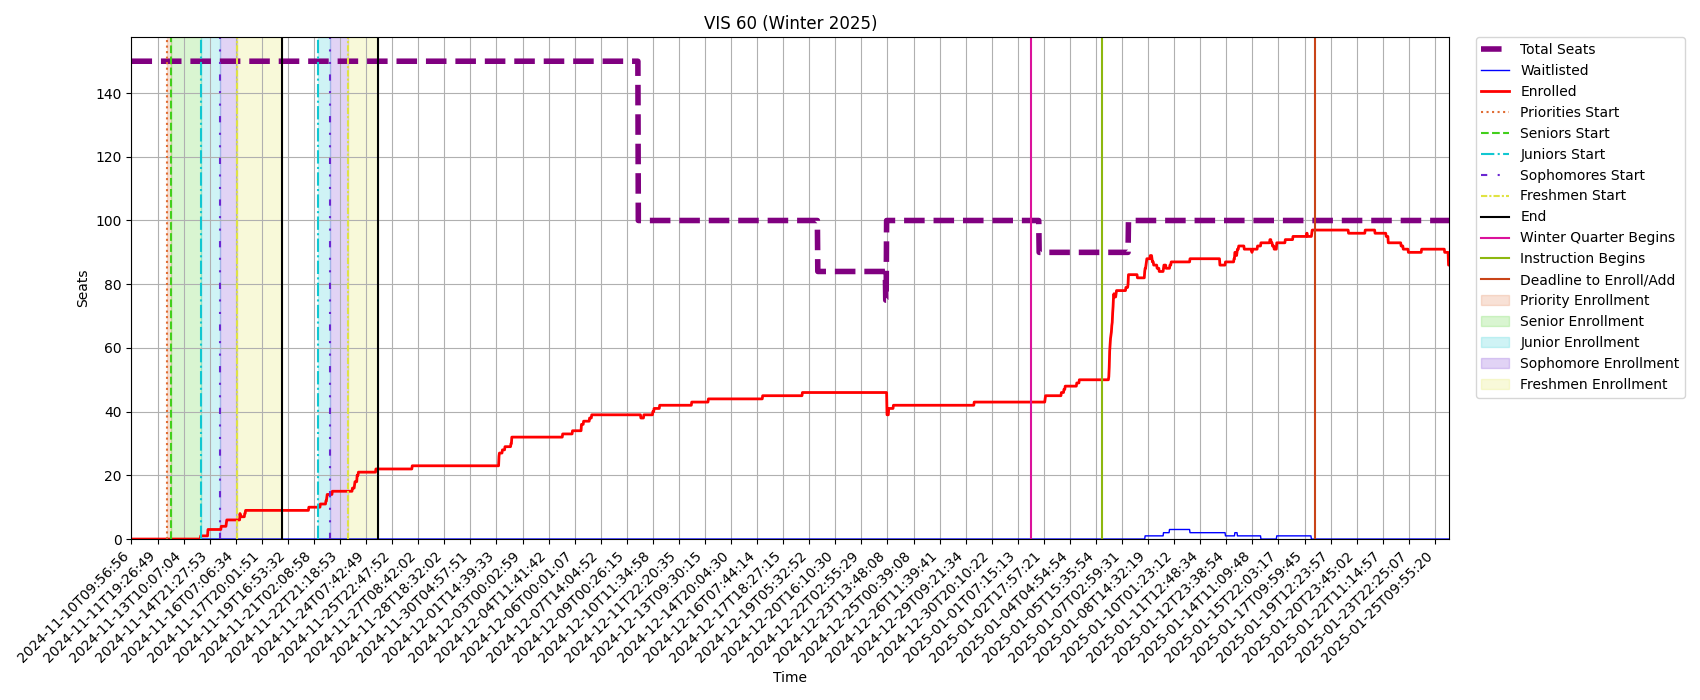 VIS 60 (Winter 2025)
Seats
140
120
100
80
60
40
20
0
2024-11-10T09:56:56
2024-11-11T19:26:49
2024-11-13T10:07:04
2024-11-14T21:27:53
2024-11-16T07:06:34
2024-11-17T20:01:51
2024-11-19T16:53:32
2024-11-21T02:08:58
2024-11-22T21:18:53
2024-11-24T07:42:49
2024-11-25T22:47:52
2024-11-27T08:42:02
2024-11-28T18:32:02
2024-11-30T04:57:51
2024-12-01T14:39:33
2024-12-03T00:02:59
2024-12-04T11:41:42
2024-12-06T00:01:07
2024-12-07T14:04:52
2024-12-09T00:26:15
2024-12-10T11:34:58
2024-12-11T22:20:35
2024-12-13T09:30:15
2024-12-14T20:04:30
2024-12-16T07:44:14
2024-12-17T18:27:15
2024-12-19T05:32:52
2024-12-20T16:10:30
2024-12-22T02:55:29
2024-12-23T13:48:08
2024-12-25T00:39:08
2024-12-26T11:39:41
2024-12-29T09:21:34
2024-12-30T20:10:22
2025-01-01T07:15:13
2025-01-02T17:57:21
2025-01-04T04:54:54
2025-01-05T15:35:54
2025-01-07T02:59:31
2025-01-08T14:32:19
2025-01-10T01:23:12
2025-01-11T12:48:34
2025-01-12T23:38:54
2025-01-14T11:09:48
2025-01-15T22:03:17
2025-01-17T09:59:45
2025-01-19T12:23:57
2025-01-20T23:45:02
2025-01-22T11:14:57
2025-01-23T22:25:07
2025-01-25T09:55:20
Time
Total Seats
Waitlisted
Enrolled
Priorities Start
Seniors Start
Juniors Start
Sophomores Start
Freshmen Start
End
Winter Quarter Begins
Instruction Begins
Deadline to Enroll/Add
Priority Enrollment
Senior Enrollment
Junior Enrollment
Sophomore Enrollment
Freshmen Enrollment